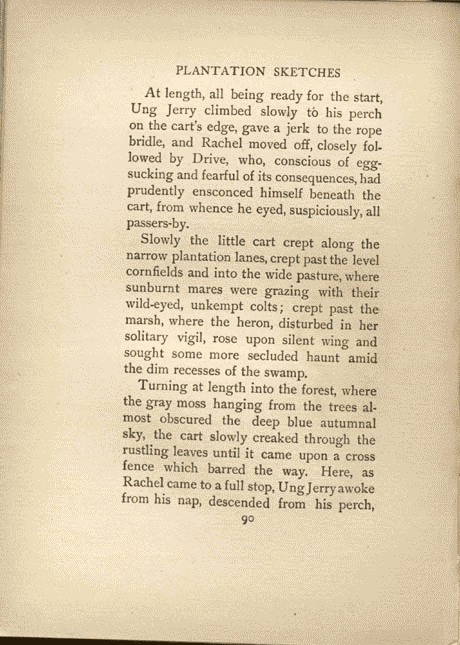 PLANTATION SKETCHES
At length, all being ready for the start,
Ung Jerry climbed slowly to his perch
on the cart's edge, gave a jerk to the rope
bridle, and Rachel moved off, closely fol-
lowed by Drive, who, conscious of egg-
sucking and fearful of its consequences, had
prudently ensconced himself beneath the
cart, from whence he eyed, suspiciously, all
passers-by.
Slowly the little cart crept along the
narrow plantation lanes, crept past the level
cornfields and into the wide pasture, where
sunburnt mares were grazing with their
wild-eyed, unkempt colts; crept past the
marsh, where the heron, disturbed in her
solitary vigil, rose upon silent wing and
sought some more secluded haunt amid
the dim recesses of the swamp.
Turning at length into the forest, where
the gray moss hanging from the trees al-
most obscured the deep blue autumnal
sky, the cart slowly creaked through the
rustling leaves until it came upon a cross
fence which barred the way. Here, as
Rachel came to a full stop, Ung Jerry awoke
from his nap, descended from his perch,
90